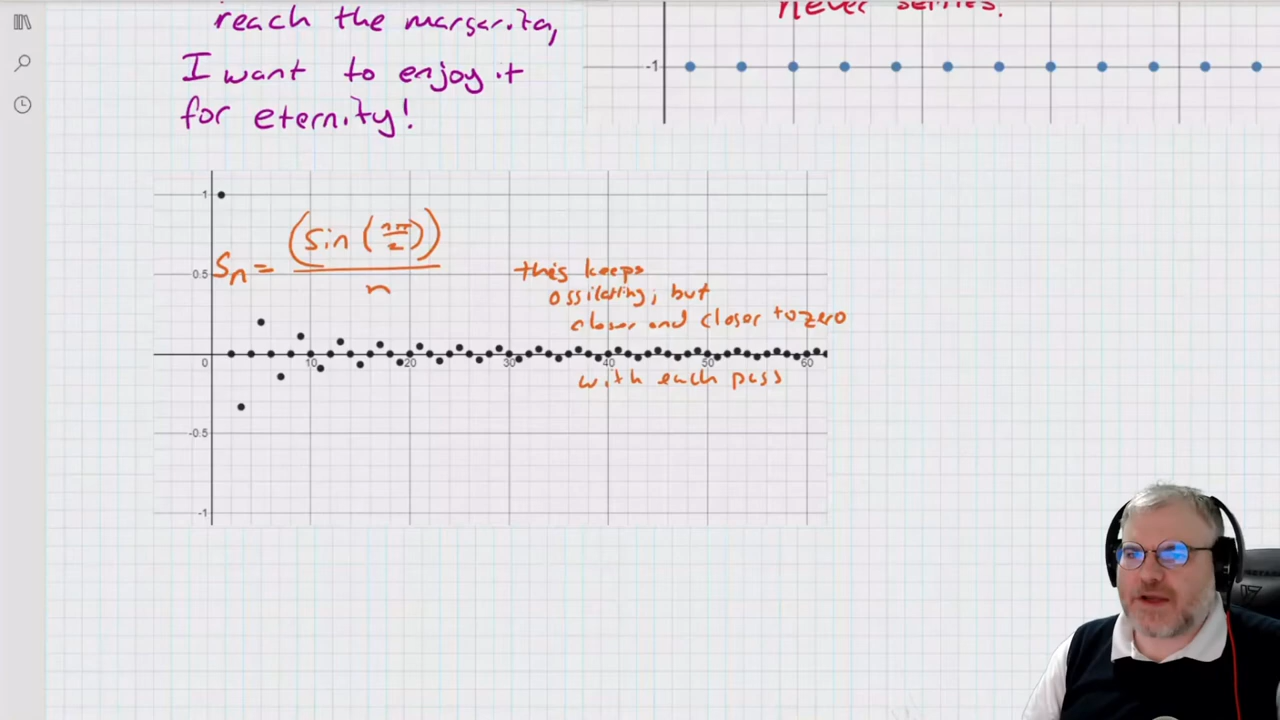 reach the margarita,
I want to enjoy it
for eternity!
never settles.
-1
1
0.5
0
10
20
30
40
50
60
-0.5
-1
Sn = (sin(nπ/2))/n
this keeps
ossilatting, but
closer and closer to zero
with each pass